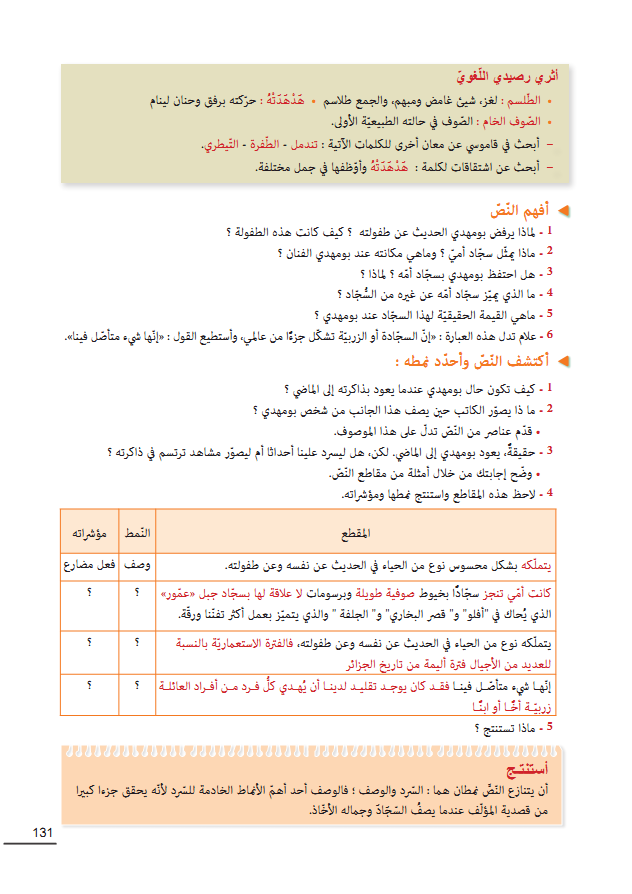 أثري رصيدي اللّغويّ
• الطّلسم : لغز، شيئ غامض ومبهم، والجمع طلاسم • هَدْهَدَتْهُ : حرّكته برفق وحنان لينام
• الصّوف الخام : الصّوف في حالته الطبيعيّة الأولى.
– أبحث في قاموسي عن معان أخرى للكلمات الآتية : تندمل - الطّفرة - التّيطري.
– أبحث عن اشتقاقات لكلمة : هَدْهَدَتْهُ وأوّظفها في جمل مختلفة.
أفهم النّصّ
1 - لماذا يرفض بومهدي الحديث عن طفولته ؟ كيف كانت هذه الطفولة ؟
2 - ماذا يمثّل سجّاد أميّ ؟ وماهي مكانته عند بومهدي الفنان ؟
3 - هل احتفظ بومهدي بسجّاد أمّه ؟ لماذا ؟
4 - ما الذي يميّز سجّاد أمّه عن غيره من السُّجّاد ؟
5 - ماهي القيمة الحقيقيّة لهذا السجّاد عند بومهدي ؟
6 - علام تدل هذه العبارة : «إنّ السجّادة أو الزربيّة تشكّل جزءًا من عالمي، وأستطيع القول : «إنّها شيء متأصّل فينا».
أكتشف النّصّ وأحدّد نمطه :
1 - كيف تكون حال بومهدي عندما يعود بذاكرته إلى الماضي ؟
2 - ما ذا يصوّر الكاتب حين يصف هذا الجانب من شخص بومهدي ؟
• قدّم عناصر من النّصّ تدلّ على هذا الموصوف.
3 - حقيقةً، يعود بومهدي إلى الماضي. لكن، هل ليسرد علينا أحداثا أم ليصوّر مشاهد ترتسم في ذاكرته ؟
• وضّح إجابتك من خلال أمثلة من مقاطع النّصّ.
4 - لاحظ هذه المقاطع واستنتج نمطها ومؤشراته.
المقطع النّمط مؤشراته
يتملّكه بشكل محسوس نوع من الحياء في الحديث عن نفسه وعن طفولته. وصف فعل مضارع
كانت أمّي تنجز سجّادًا بخيوط صوفية طويلة وبرسومات لا علاقة لها بسجّاد جبل «عمّور» ؟ ؟
الذي يُحاك في "أفلو" و" قصر البخاري" و" الجلفة " والذي يتميّز بعمل أكثر تفنّنا ورقّة.
يتملّكه نوع من الحياء في الحديث عن نفسه وعن طفولته، فالفترة الاستعماريّة بالنسبة ؟ ؟
للعديد من الأجيال فترة أليمة من تاريخ الجزائر
إنّها شيء متأصّل فينا فقد كان يوجد تقليد لدينا أن يُهدي كلُّ فرد من أفراد العائلة ؟ ؟
زربيّة أخًا أو ابنًا
5 - ماذا تستنتج ؟
أستنتج
أن يتنازع النّصّ نمطان هما : السّرد والوصف ؛ فالوصف أحد أهمّ الأنماط الخادمة للسّرد لأنّه يحقق جزءا كبيرا
من قصدية المؤلّف عندما يصفُ السّجّادَ وجماله الأخّاذ.
131